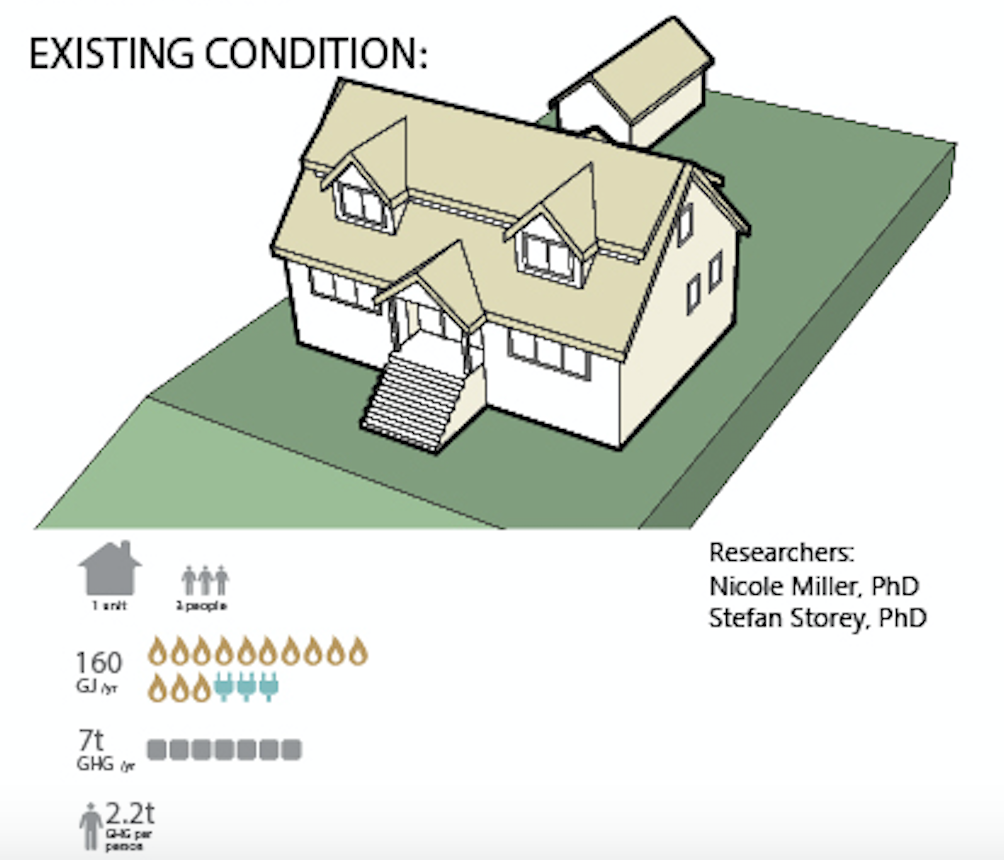 EXISTING CONDITION:
1 unit
3 people
160
GJ /yr
7t
GHG /yr
2.2t
GHG per
person
Researchers:
Nicole Miller, PhD
Stefan Storey, PhD